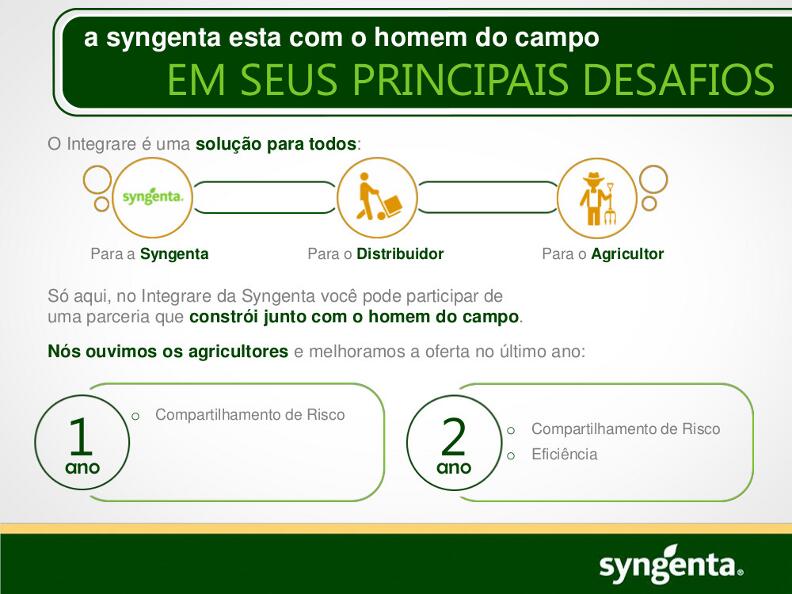 a syngenta esta com o homem do campo
EM SEUS PRINCIPAIS DESAFIOS
O Integrare é uma solução para todos:
syngenta.
Para a Syngenta
Para o Distribuidor
Para o Agricultor
Só aqui, no Integrare da Syngenta você pode participar de
uma parceria que constrói junto com o homem do campo.
Nós ouvimos os agricultores e melhoramos a oferta no último ano:
1
ano
o Compartilhamento de Risco
2
ano
o Compartilhamento de Risco
o Eficiência
syngenta®